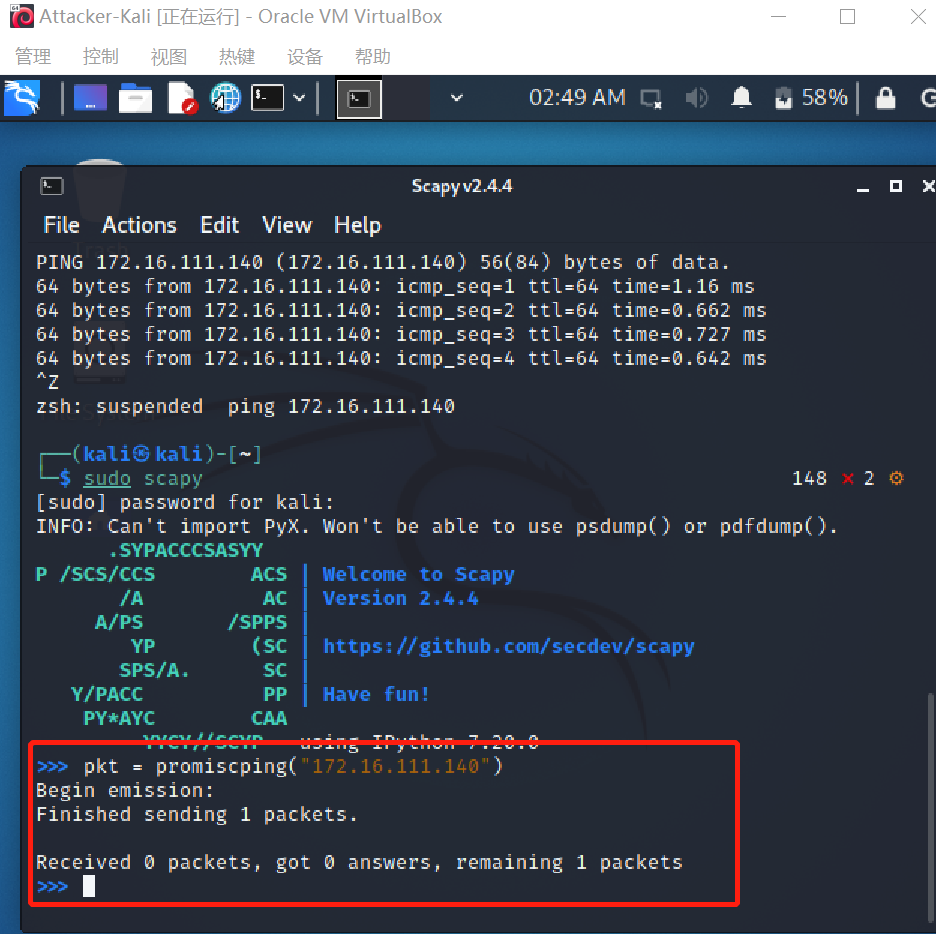 Attacker-Kali [正在运行] - Oracle VM VirtualBox
管理 控制 视图 热键 设备 帮助
02:49 AM 58%
Scapy v2.4.4
File Actions Edit View Help
PING 172.16.111.140 (172.16.111.140) 56(84) bytes of data.
64 bytes from 172.16.111.140: icmp_seq=1 ttl=64 time=1.16 ms
64 bytes from 172.16.111.140: icmp_seq=2 ttl=64 time=0.662 ms
64 bytes from 172.16.111.140: icmp_seq=3 ttl=64 time=0.727 ms
64 bytes from 172.16.111.140: icmp_seq=4 ttl=64 time=0.642 ms
^Z
zsh: suspended  ping 172.16.111.140
┌──(kali㉿kali)-[~]
└─$ sudo scapy 148 ⨯ 2 ⚙
[sudo] password for kali:
INFO: Can't import PyX. Won't be able to use psdump() or pdfdump().
      .SYPACCCSASYY
P /SCS/CCS        ACS | Welcome to Scapy
       /A          AC | Version 2.4.4
     A/PS       /SPPS |
        YP        (SC | https://github.com/secdev/scapy
       SPS/A.      SC |
   Y/PACC          PP | Have fun!
    PY*AYC        CAA
         YYCY//SCYP   using IPython 7.20.0
>>> pkt = promiscping("172.16.111.140")
Begin emission:
Finished sending 1 packets.
Received 0 packets, got 0 answers, remaining 1 packets
>>>